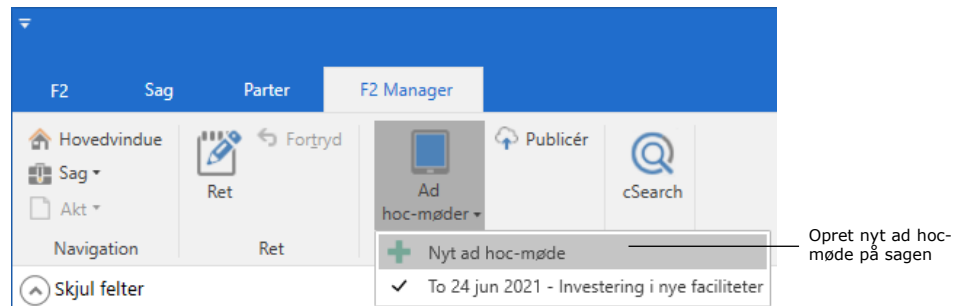 F2 Sag Parter F2 Manager
Hovedvindue
Sag
Akt
Navigation
Ret
Fortryd
Ret
Ad
hoc-møder
Publicér
cSearch
Nyt ad hoc-møde
To 24 jun 2021 - Investering i nye faciliteter
Skjul felter
Opret nyt ad hoc-
møde på sagen